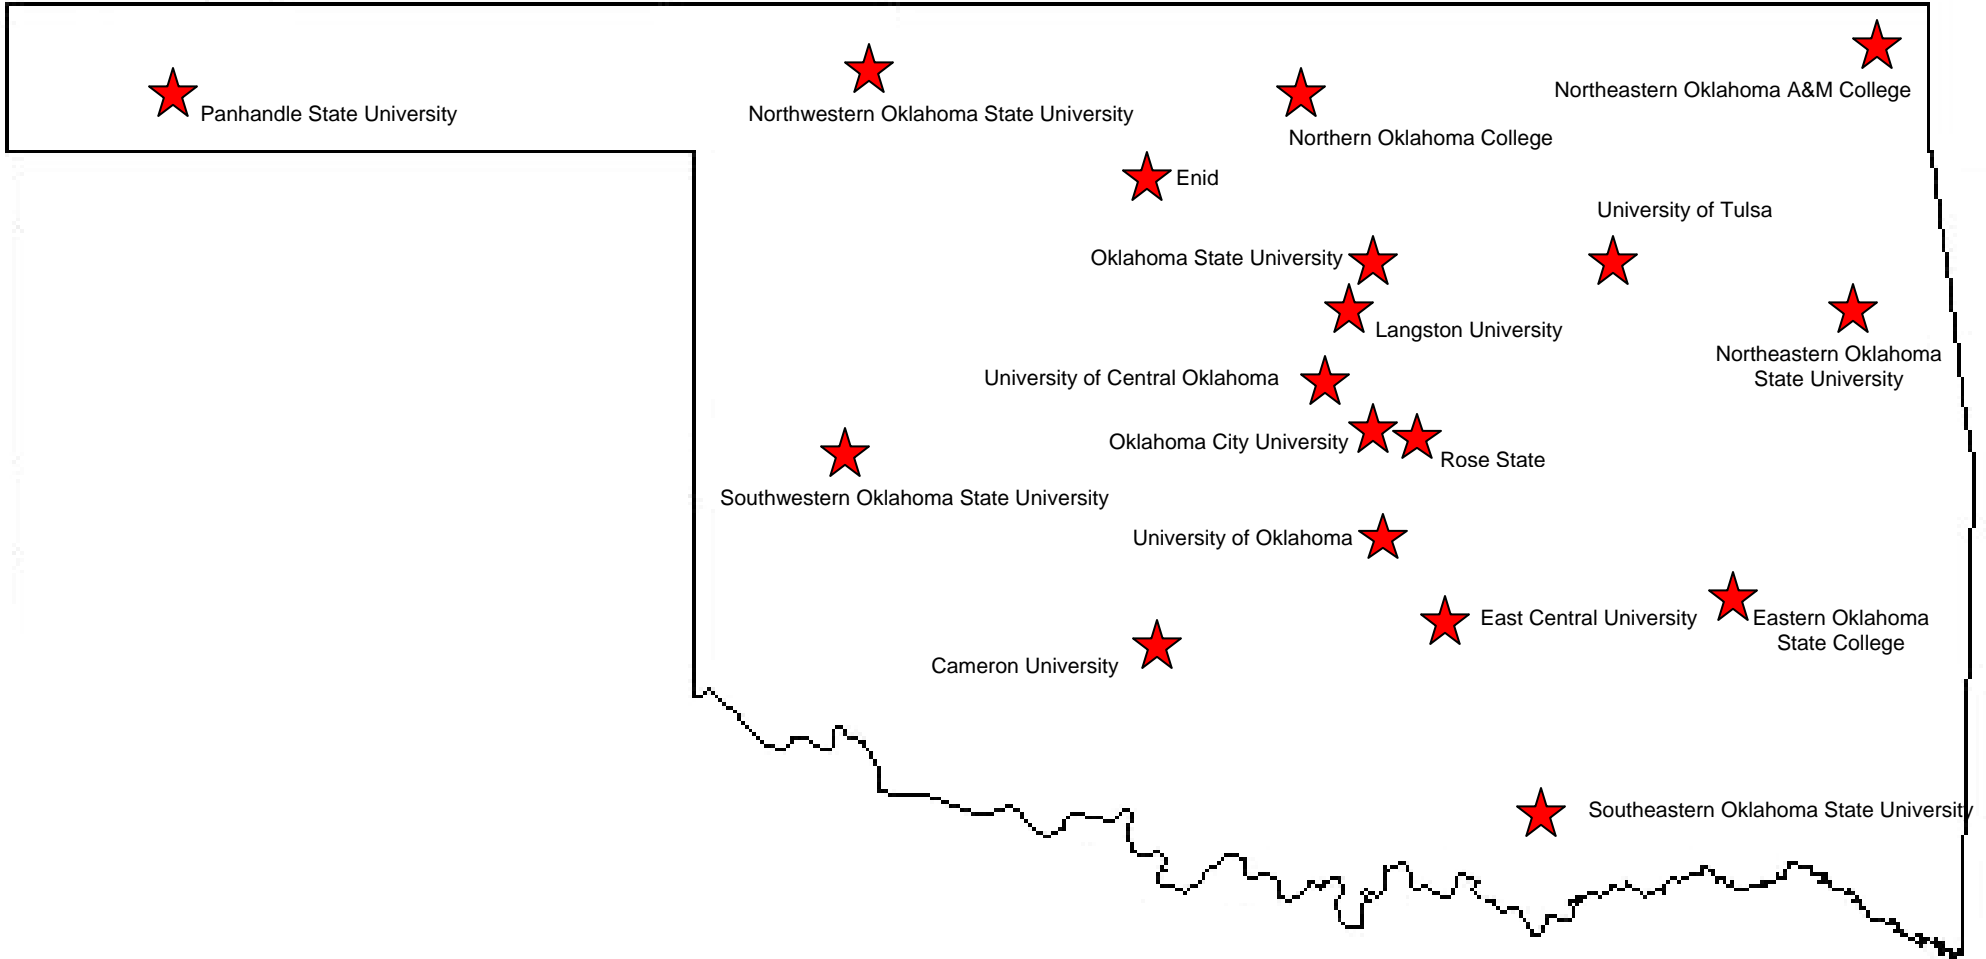 Northeastern Oklahoma A&M College
Panhandle State University
Northwestern Oklahoma State University
Northern Oklahoma College
Enid
University of Tulsa
Oklahoma State University
Langston University
Northeastern Oklahoma
State University
University of Central Oklahoma
Oklahoma City University
Rose State
Southwestern Oklahoma State University
University of Oklahoma
East Central University
Eastern Oklahoma
State College
Cameron University
Southeastern Oklahoma State University